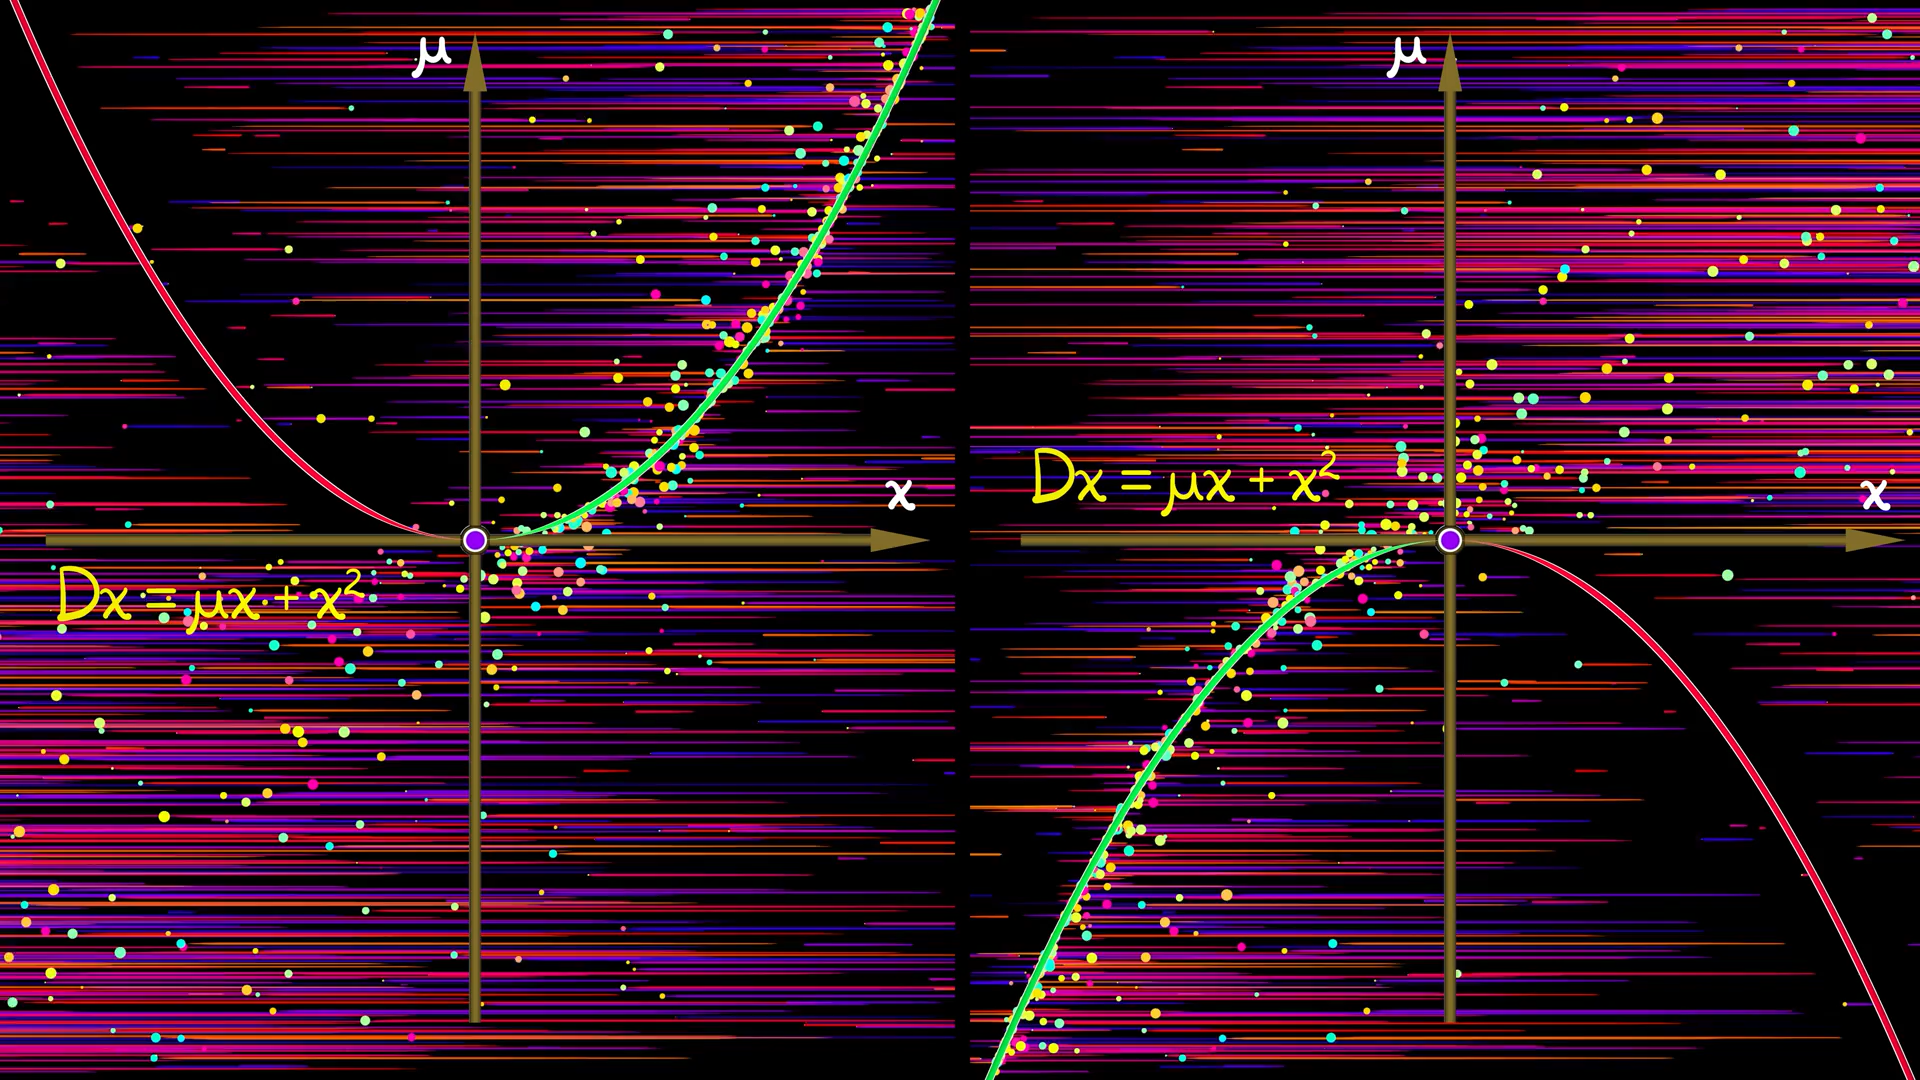 μ
μ
x
x
Dx = μx + x²
Dx = μx + x²